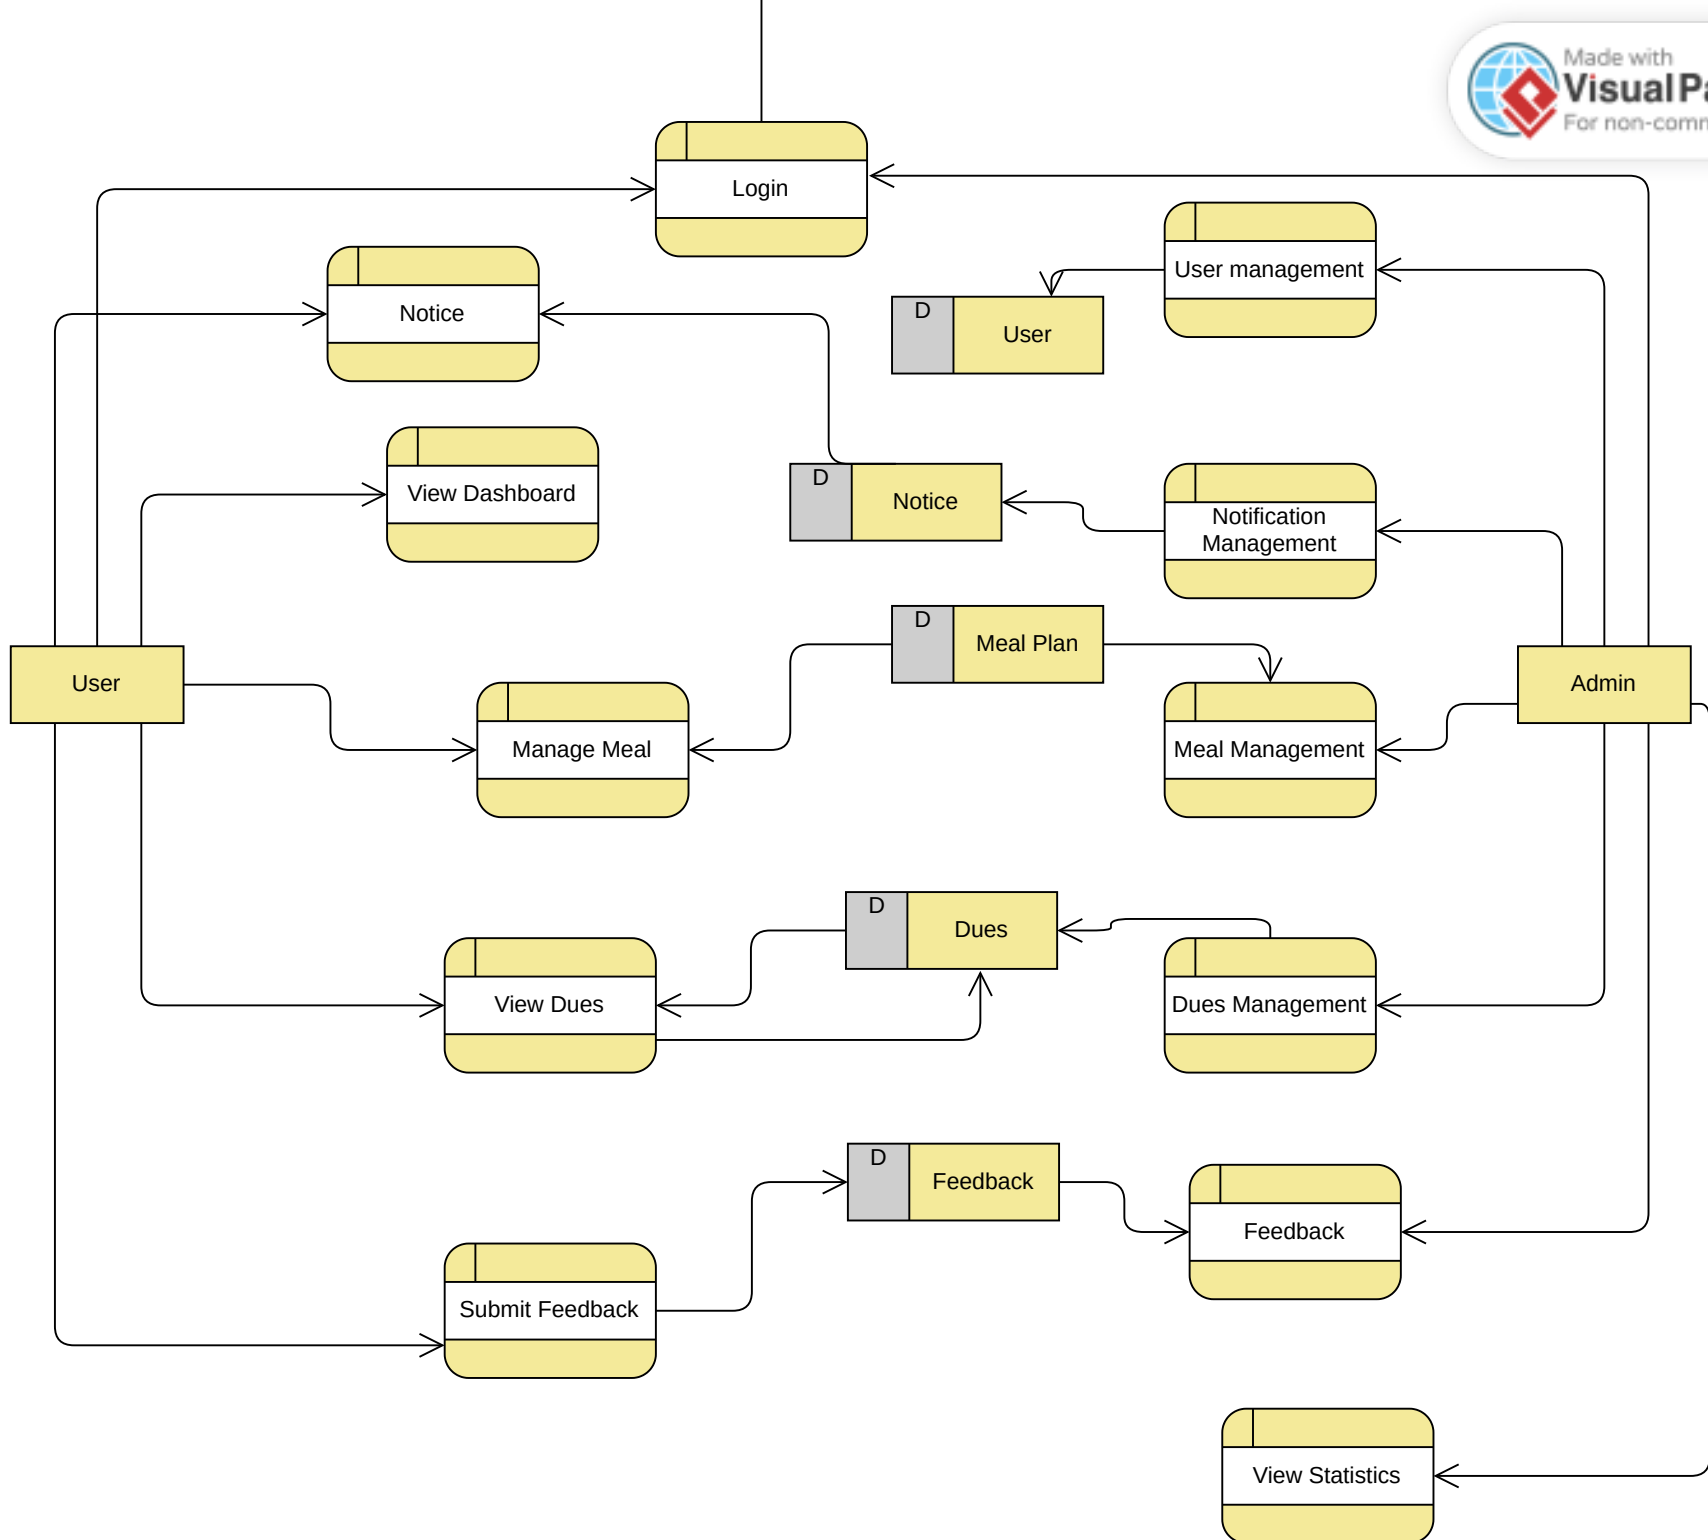 Made with
Visual Pa
For non-comm
Login
User management
Notice
D
User
View Dashboard
D
Notice
Notification
Management
D
Meal Plan
User
Admin
Manage Meal
Meal Management
D
Dues
View Dues
Dues Management
D
Feedback
Feedback
Submit Feedback
View Statistics